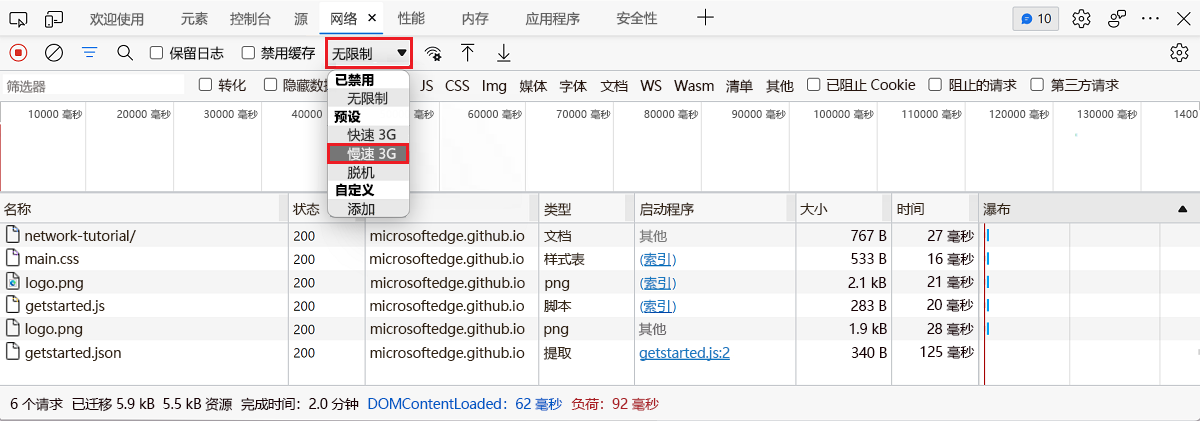 欢迎使用 元素 控制台 源 网络 性能 内存 应用程序 安全性 10
保留日志 禁用缓存 无限制
筛选器 转化 隐藏数据 JS CSS Img 媒体 字体 文档 WS Wasm 清单 其他 已阻止 Cookie 阻止的请求 第三方请求
已禁用
无限制
预设
快速 3G
慢速 3G
脱机
自定义
添加
10000 毫秒 20000 毫秒 30000 毫秒 40000 毫秒 60000 毫秒 70000 毫秒 80000 毫秒 90000 毫秒 100000 毫秒 110000 毫秒 120000 毫秒 130000 毫秒 1400
名称 状态 类型 启动程序 大小 时间 瀑布
network-tutorial/ 200 microsoftedge.github.io 文档 其他 767 B 27 毫秒
main.css 200 microsoftedge.github.io 样式表 (索引) 533 B 16 毫秒
logo.png 200 microsoftedge.github.io png (索引) 2.1 kB 21 毫秒
getstarted.js 200 microsoftedge.github.io 脚本 (索引) 283 B 20 毫秒
logo.png 200 microsoftedge.github.io png 其他 1.9 kB 28 毫秒
getstarted.json 200 microsoftedge.github.io 提取 getstarted.js:2 340 B 125 毫秒
6 个请求 已迁移 5.9 kB 5.5 kB 资源 完成时间：2.0 分钟 DOMContentLoaded：62 毫秒 负荷：92 毫秒